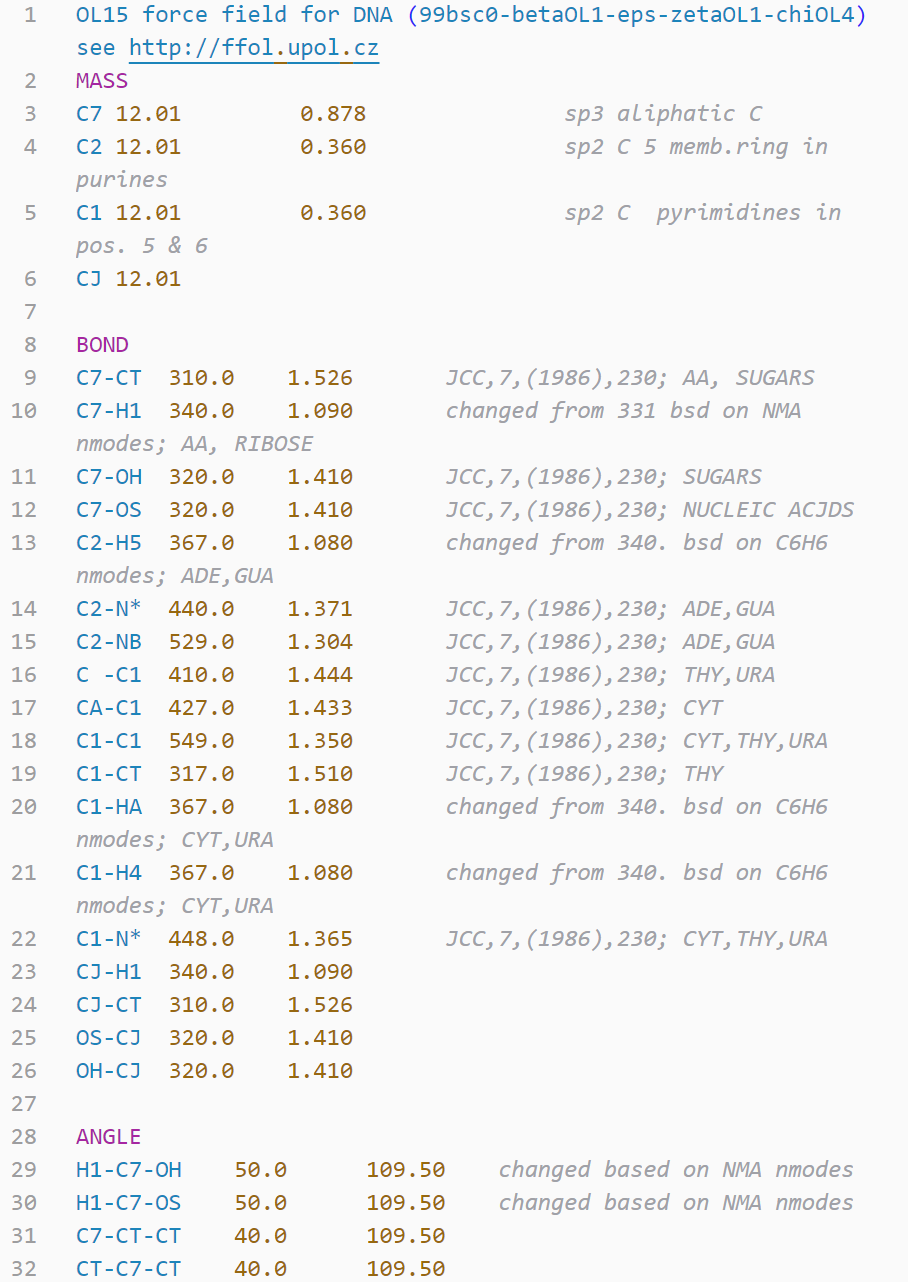 1 OL15 force field for DNA (99bsc0-betaOL1-eps-zetaOL1-chiOL4)
see http://ffol.upol.cz
2 MASS
3 C7 12.01 0.878 sp3 aliphatic C
4 C2 12.01 0.360 sp2 C 5 memb.ring in
purines
5 C1 12.01 0.360 sp2 C  pyrimidines in
pos. 5 & 6
6 CJ 12.01
7
8 BOND
9 C7-CT 310.0 1.526 JCC,7,(1986),230; AA, SUGARS
10 C7-H1 340.0 1.090 changed from 331 bsd on NMA
nmodes; AA, RIBOSE
11 C7-OH 320.0 1.410 JCC,7,(1986),230; SUGARS
12 C7-OS 320.0 1.410 JCC,7,(1986),230; NUCLEIC ACJDS
13 C2-H5 367.0 1.080 changed from 340. bsd on C6H6
nmodes; ADE,GUA
14 C2-N* 440.0 1.371 JCC,7,(1986),230; ADE,GUA
15 C2-NB 529.0 1.304 JCC,7,(1986),230; ADE,GUA
16 C -C1 410.0 1.444 JCC,7,(1986),230; THY,URA
17 CA-C1 427.0 1.433 JCC,7,(1986),230; CYT
18 C1-C1 549.0 1.350 JCC,7,(1986),230; CYT,THY,URA
19 C1-CT 317.0 1.510 JCC,7,(1986),230; THY
20 C1-HA 367.0 1.080 changed from 340. bsd on C6H6
nmodes; CYT,URA
21 C1-H4 367.0 1.080 changed from 340. bsd on C6H6
nmodes; CYT,URA
22 C1-N* 448.0 1.365 JCC,7,(1986),230; CYT,THY,URA
23 CJ-H1 340.0 1.090
24 CJ-CT 310.0 1.526
25 OS-CJ 320.0 1.410
26 OH-CJ 320.0 1.410
27
28 ANGLE
29 H1-C7-OH 50.0 109.50 changed based on NMA nmodes
30 H1-C7-OS 50.0 109.50 changed based on NMA nmodes
31 C7-CT-CT 40.0 109.50
32 CT-C7-CT 40.0 109.50